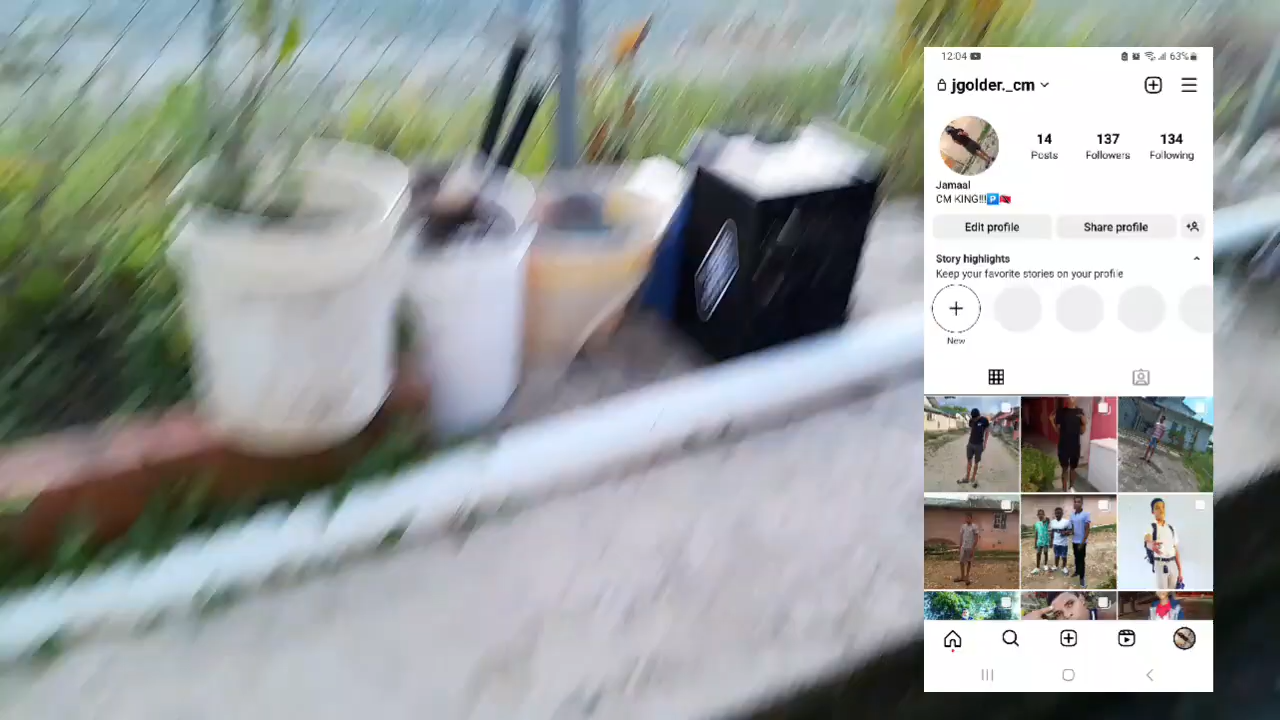 12:04 63%
jgolder._cm
14 137 134
Posts Followers Following
Jamaal
CM KING!!!🅿️🇹🇹
Edit profile Share profile
Story highlights
Keep your favorite stories on your profile
New